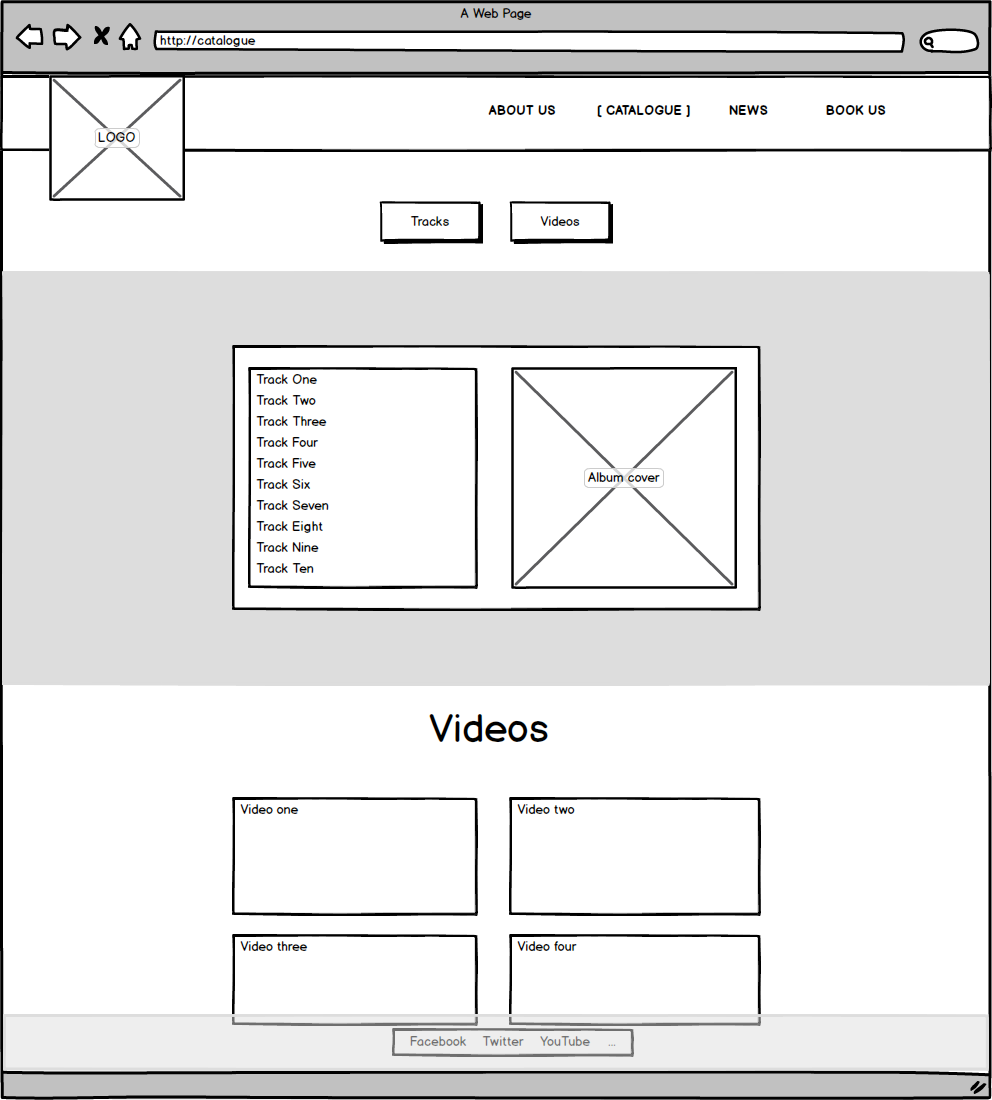 A Web Page
http://catalogue
LOGO
ABOUT US [ CATALOGUE ] NEWS BOOK US
Tracks Videos
Track One
Track Two
Track Three
Track Four
Track Five
Track Six
Track Seven
Track Eight
Track Nine
Track Ten
Album cover
Videos
Video one Video two
Video three Video four
Facebook Twitter YouTube ...